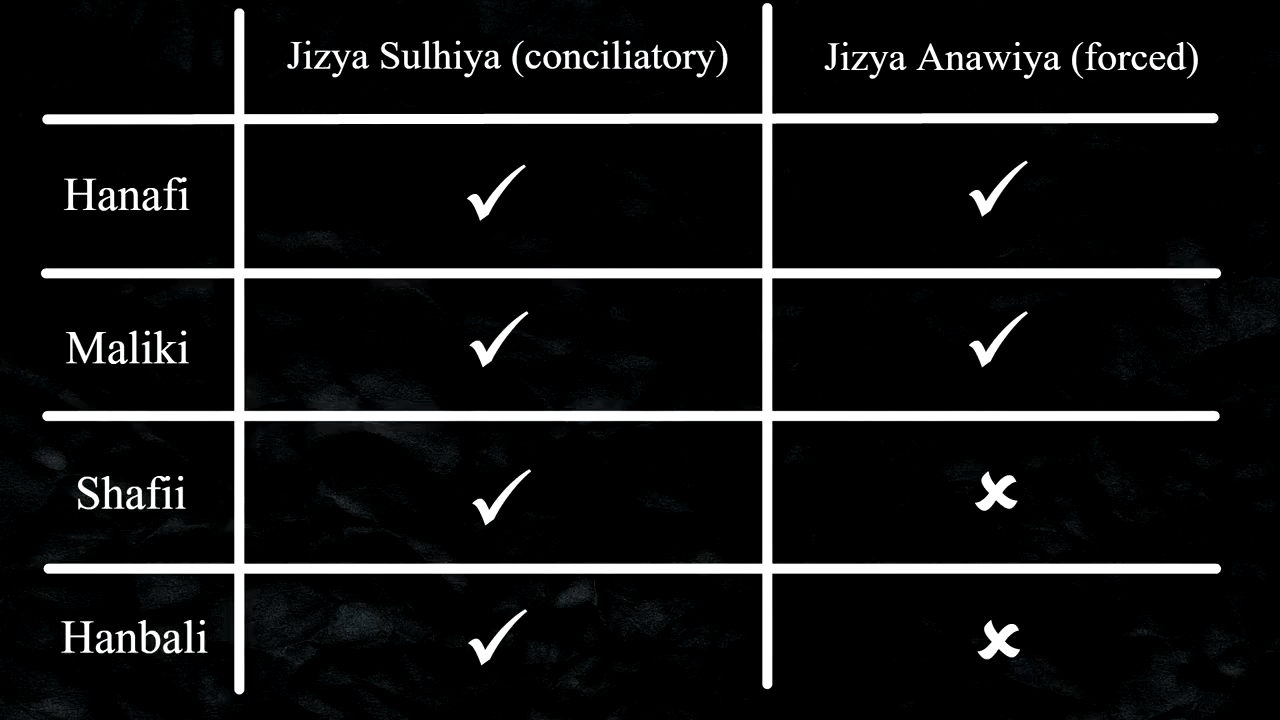 Jizya Sulhiya (conciliatory) Jizya Anawiya (forced)
Hanafi ✓ ✓
Maliki ✓ ✓
Shafii ✓ ✘
Hanbali ✓ ✘